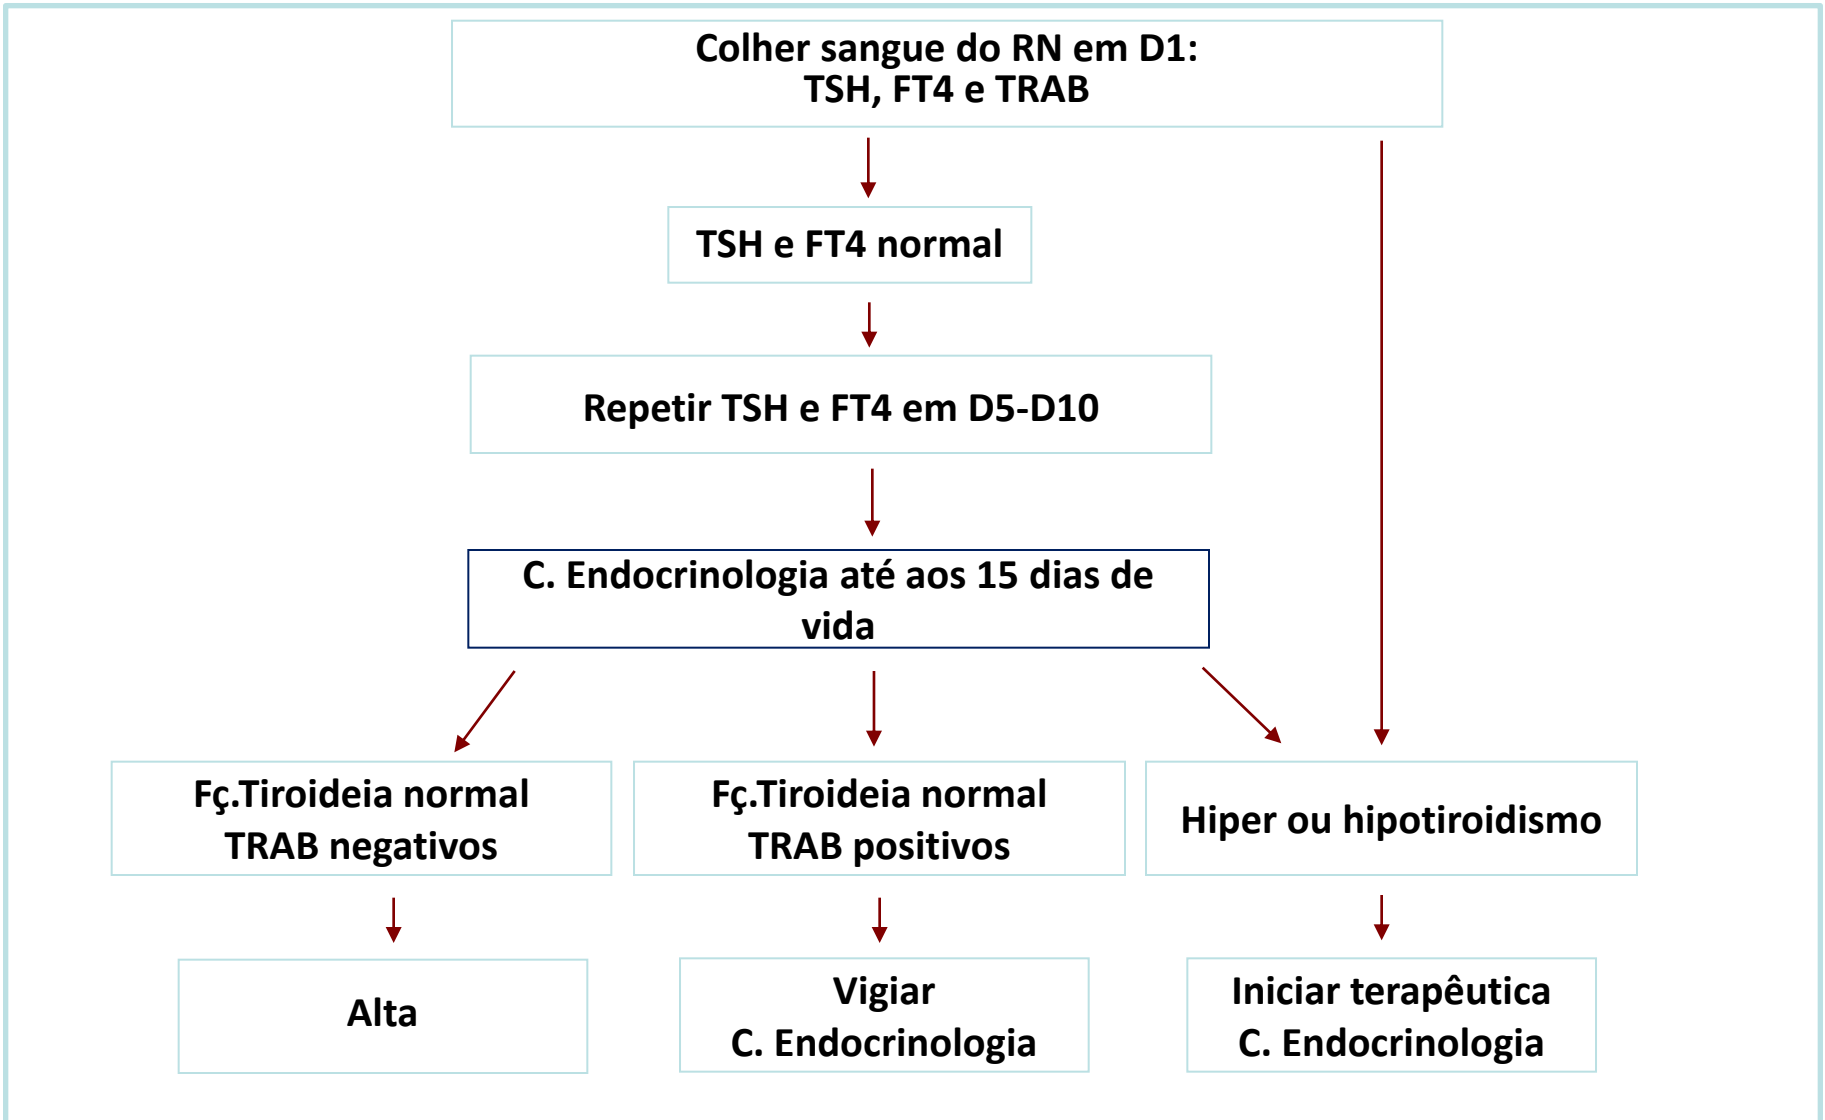 Colher sangue do RN em D1:
TSH, FT4 e TRAB
TSH e FT4 normal
Repetir TSH e FT4 em D5-D10
C. Endocrinologia até aos 15 dias de
vida
Fç.Tiroideia normal
TRAB negativos
Fç.Tiroideia normal
TRAB positivos
Hiper ou hipotiroidismo
Alta
Vigiar
C. Endocrinologia
Iniciar terapêutica
C. Endocrinologia